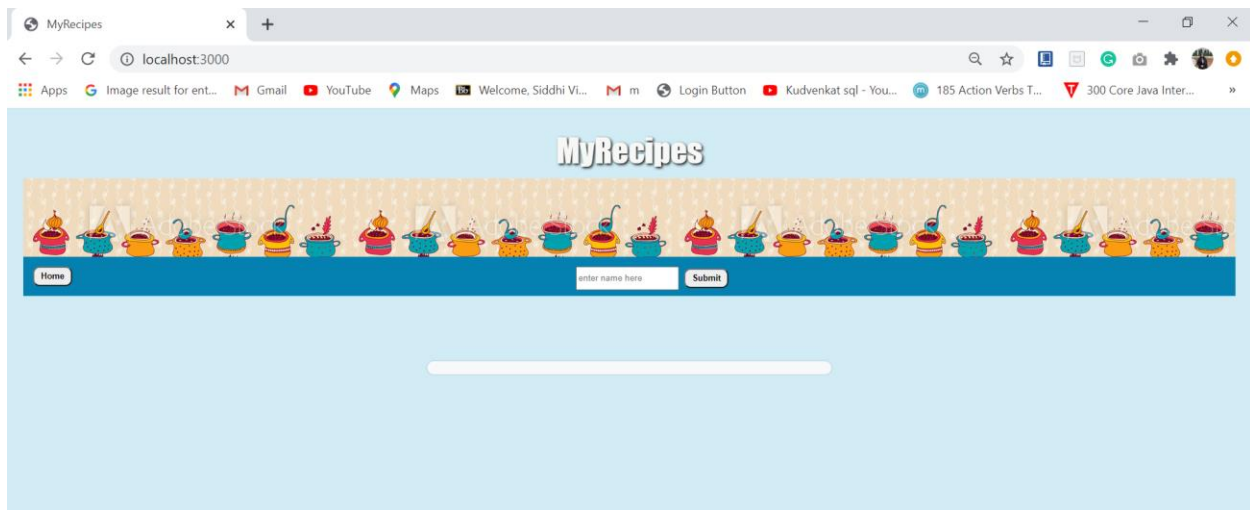 MyRecipes
localhost:3000
Apps Image result for ent... Gmail YouTube Maps Welcome, Siddhi Vi... m Login Button Kudvenkat sql - You... 185 Action Verbs T... 300 Core Java Inter... »
MyRecipes
Home enter name here Submit